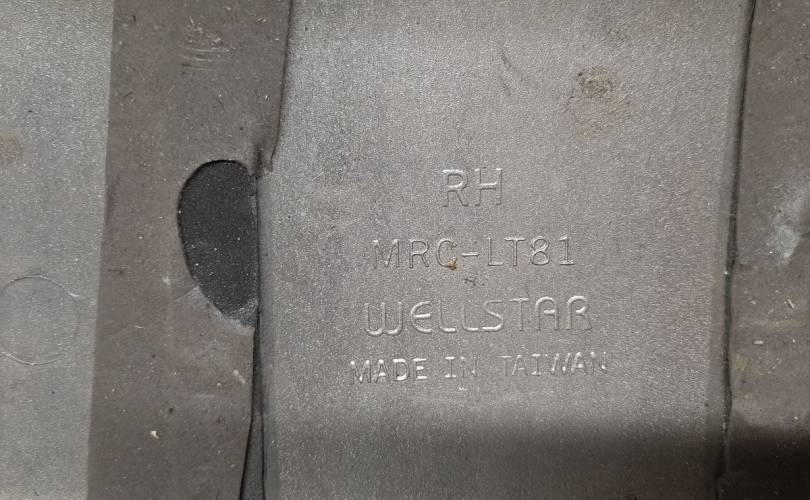 RH
MRC-LT81
WELLSTAR
MADE IN TAIWAN